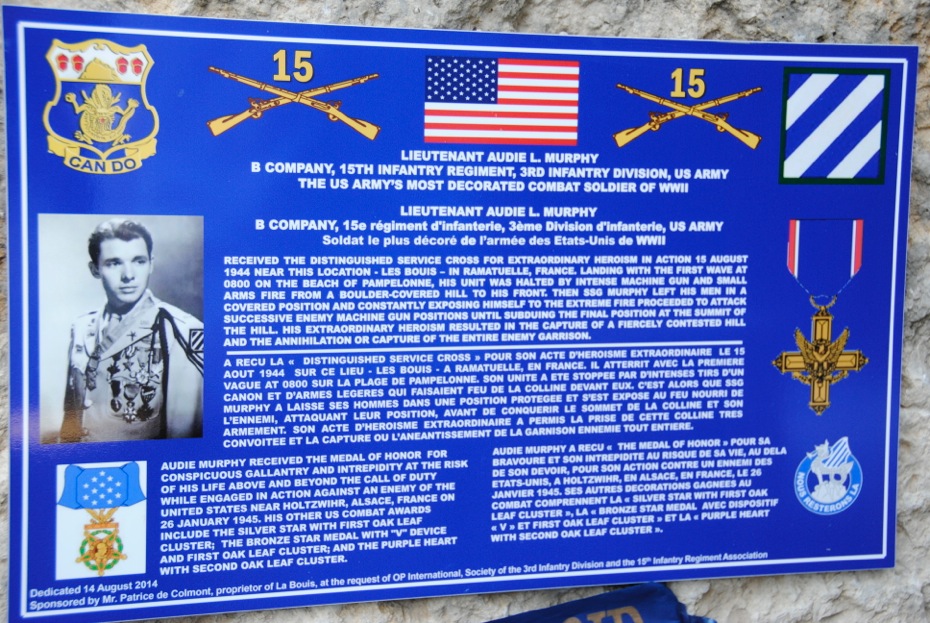 15
15
CAN DO
LIEUTENANT AUDIE L. MURPHY
B COMPANY, 15TH INFANTRY REGIMENT, 3RD INFANTRY DIVISION, US ARMY
THE US ARMY'S MOST DECORATED COMBAT SOLDIER OF WWII
LIEUTENANT AUDIE L. MURPHY
B COMPANY, 15e régiment d'infanterie, 3ème Division d'infanterie, US ARMY
Soldat le plus décoré de l'armée des Etats-Unis de WWII
RECEIVED THE DISTINGUISHED SERVICE CROSS FOR EXTRAORDINARY HEROISM IN ACTION 15 AUGUST
1944 NEAR THIS LOCATION - LES BOUIS – IN RAMATUELLE, FRANCE. LANDING WITH THE FIRST WAVE AT
0800 ON THE BEACH OF PAMPELONNE, HIS UNIT WAS HALTED BY INTENSE MACHINE GUN AND SMALL
ARMS FIRE FROM A BOULDER-COVERED HILL TO HIS FRONT. THEN SSG MURPHY LEFT HIS MEN IN A
COVERED POSITION AND CONSTANTLY EXPOSING HIMSELF TO THE EXTREME FIRE PROCEEDED TO ATTACK
SUCCESSIVE ENEMY MACHINE GUN POSITIONS UNTIL SUBDUING THE FINAL POSITION AT THE SUMMIT OF
THE HILL. HIS EXTRAORDINARY HEROISM RESULTED IN THE CAPTURE OF A FIERCELY CONTESTED HILL
AND THE ANNIHILATION OR CAPTURE OF THE ENTIRE ENEMY GARRISON.
A RECU LA « DISTINGUISHED SERVICE CROSS » POUR SON ACTE D'HEROISME EXTRAORDINAIRE LE 15
AOUT 1944 SUR CE LIEU - LES BOUIS - A RAMATUELLE, EN FRANCE. IL ATTERRIT AVEC LA PREMIERE
VAGUE AT 0800 SUR LA PLAGE DE PAMPELONNE. SON UNITE A ETE STOPPEE PAR D'INTENSES TIRS D'UN
CANON ET D'ARMES LEGERES QUI FAISAIENT FEU DE LA COLLINE DEVANT EUX. C'EST ALORS QUE SSG
MURPHY A LAISSE SES HOMMES DANS UNE POSITION PROTEGEE ET S'EST EXPOSE AU FEU NOURRI DE
L'ENNEMI, ATTAQUANT LEUR POSITION, AVANT DE CONQUERIR LE SOMMET DE LA COLLINE ET SON
ARMEMENT. SON ACTE D'HEROISME EXTRAORDINAIRE A PERMIS LA PRISE DE CETTE COLLINE TRES
CONVOITEE ET LA CAPTURE OU L'ANEANTISSEMENT DE LA GARNISON ENNEMIE TOUT ENTIERE.
AUDIE MURPHY RECEIVED THE MEDAL OF HONOR FOR
CONSPICUOUS GALLANTRY AND INTREPIDITY AT THE RISK
OF HIS LIFE ABOVE AND BEYOND THE CALL OF DUTY
WHILE ENGAGED IN ACTION AGAINST AN ENEMY OF THE
UNITED STATES NEAR HOLTZWIHR, ALSACE, FRANCE ON
26 JANUARY 1945. HIS OTHER US COMBAT AWARDS
INCLUDE THE SILVER STAR WITH FIRST OAK LEAF
CLUSTER; THE BRONZE STAR MEDAL WITH "V" DEVICE
AND FIRST OAK LEAF CLUSTER; AND THE PURPLE HEART
WITH SECOND OAK LEAF CLUSTER.
AUDIE MURPHY A RECU « THE MEDAL OF HONOR » POUR SA
BRAVOURE ET SON INTREPIDITE AU RISQUE DE SA VIE, AU DELA
DE SON DEVOIR, POUR SON ACTION CONTRE UN ENNEMI DES
ETATS-UNIS, A HOLTZWIHR, EN ALSACE, EN FRANCE, LE 26
JANVIER 1945. SES AUTRES DECORATIONS GAGNEES AU
COMBAT COMPRENNENT LA « SILVER STAR WITH FIRST OAK
LEAF CLUSTER », LA « BRONZE STAR MEDAL AVEC DISPOSITIF
« V » ET FIRST OAK LEAF CLUSTER » ET LA « PURPLE HEART
WITH SECOND OAK LEAF CLUSTER ».
NOUS RESTERONS LA
Dedicated 14 August 2014
Sponsored by Mr. Patrice de Colmont, proprietor of La Bouis, at the request of OP International, Society of the 3rd Infantry Division and the 15th Infantry Regiment Association